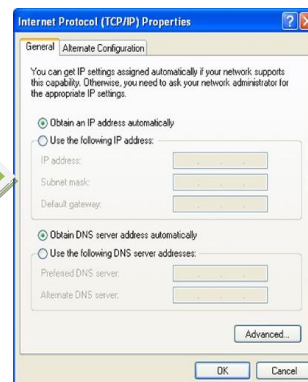 Internet Protocol (TCP/IP) Properties
General
Alternate Configuration
You can get IP settings assigned automatically if your network supports
this capability. Otherwise, you need to ask your network administrator for
the appropriate IP settings.
Obtain an IP address automatically
Use the following IP address:
IP address:
Subnet mask:
Default gateway:
Obtain DNS server address automatically
Use the following DNS server addresses:
Preferred DNS server:
Alternate DNS server:
Advanced...
OK
Cancel